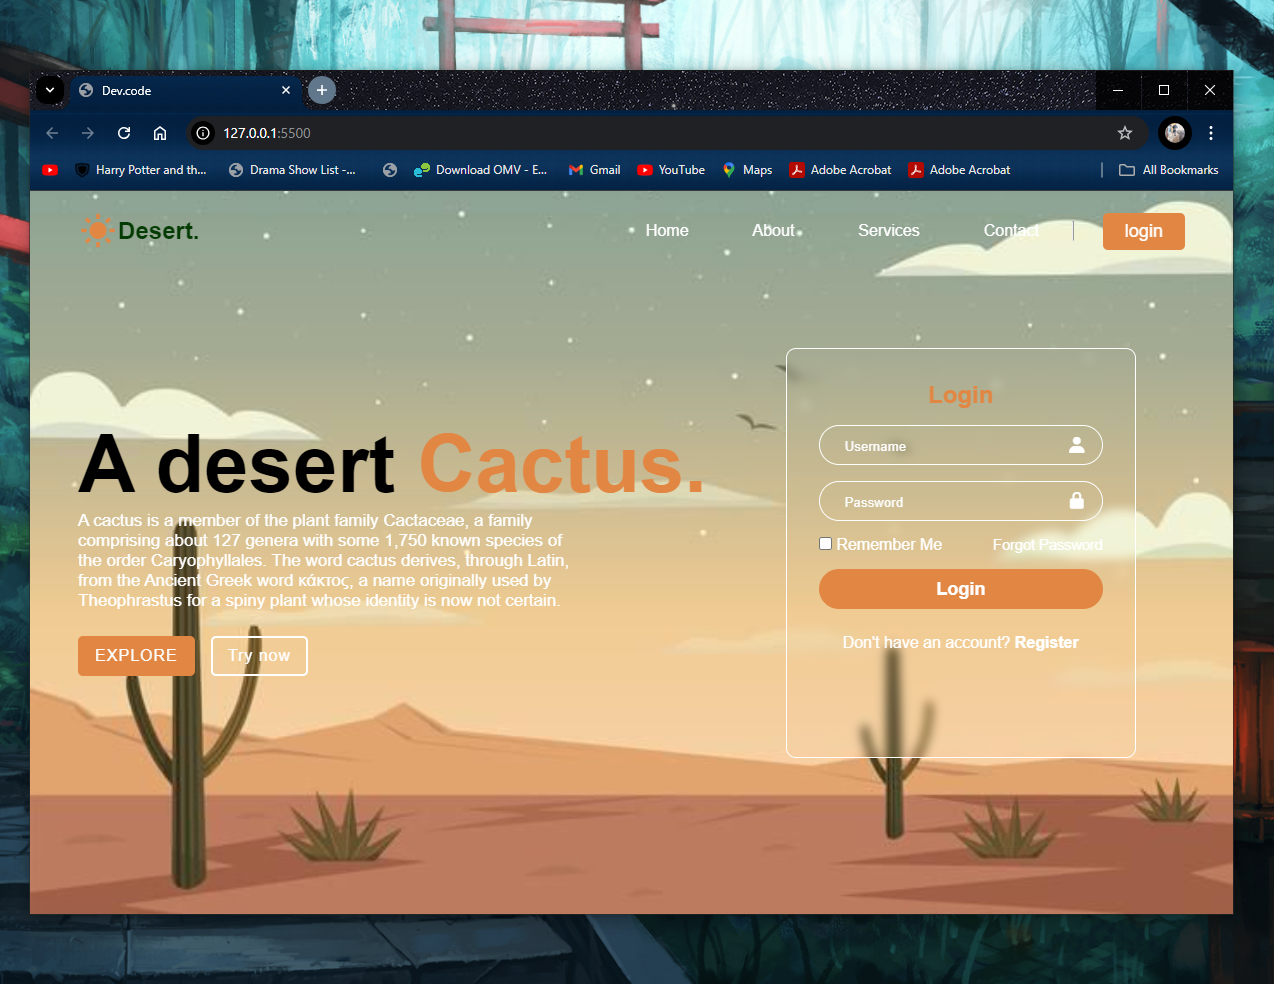 Dev.code
127.0.0.1:5500
Harry Potter and th...
Drama Show List -...
Download OMV - E...
Gmail
YouTube
Maps
Adobe Acrobat
Adobe Acrobat
All Bookmarks
Desert.
Home
About
Services
Contact
login
A desert Cactus.
A cactus is a member of the plant family Cactaceae, a family
comprising about 127 genera with some 1,750 known species of
the order Caryophyllales. The word cactus derives, through Latin,
from the Ancient Greek word κάκτος, a name originally used by
Theophrastus for a spiny plant whose identity is now not certain.
EXPLORE
Try now
Login
Username
Password
Remember Me
Forgot Password
Login
Don't have an account? Register